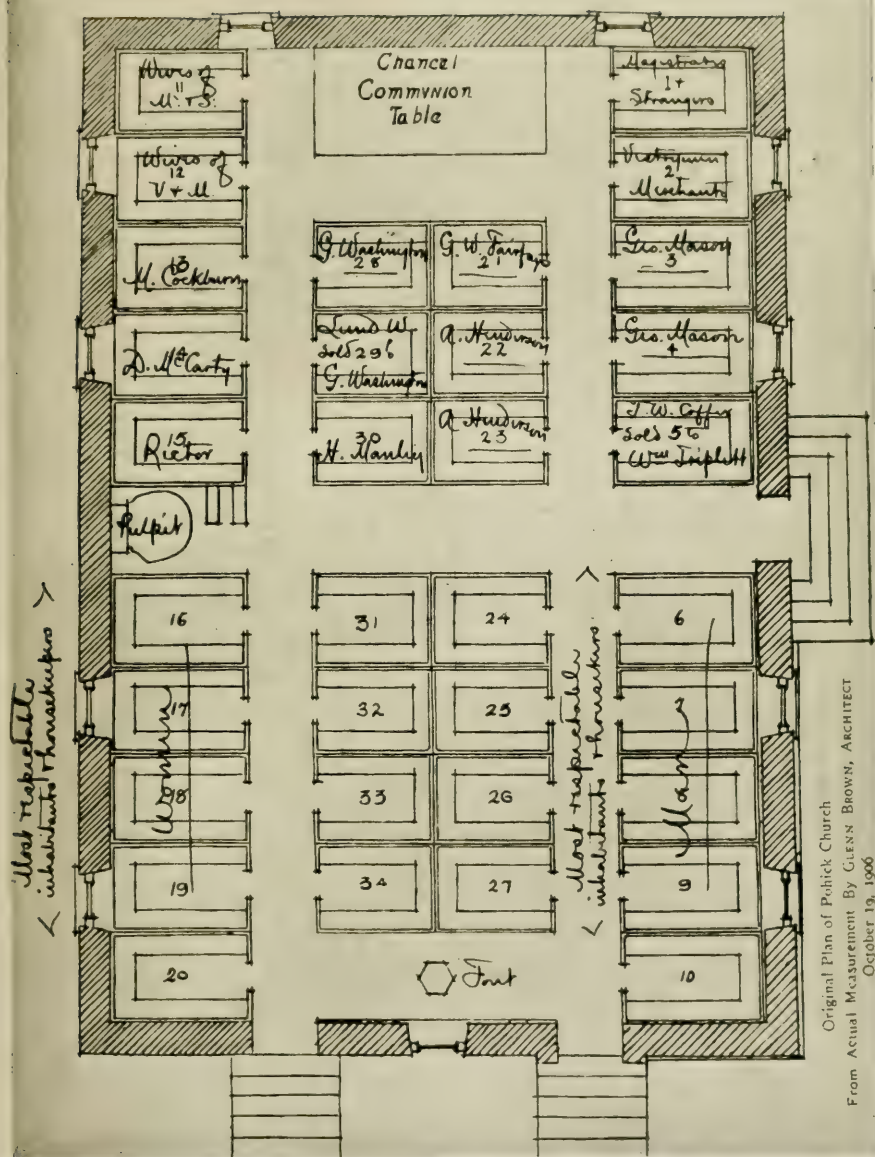 Chancel
Communion
Table
Wives of
11
M. & S.
Magistrates
1 +
Strangers
Wives of
12
V + M.
Vestrymen
2
Merchants
13
M. Cockburn
G. Washington
28
G. W. Fairfax
21
Geo. Mason
3
D. McCarty
Lund W.
sold 29 to
G. Washington
A. Henderson
22
Geo. Mason
4
15
Rector
30
H. Manley
A. Henderson
23
T. W. Coffer
sold 5 to
Wm Triplett
Pulpit
16
31
24
6
17
32
25
7
18
33
26
19
34
27
9
20
Font
10
Women
Man
Most respectable
inhabitants & housekeepers
Most respectable
inhabitants & housekeepers
Original Plan of Pohick Church
From Actual Measurement By GLENN BROWN, ARCHITECT
October 19, 1906